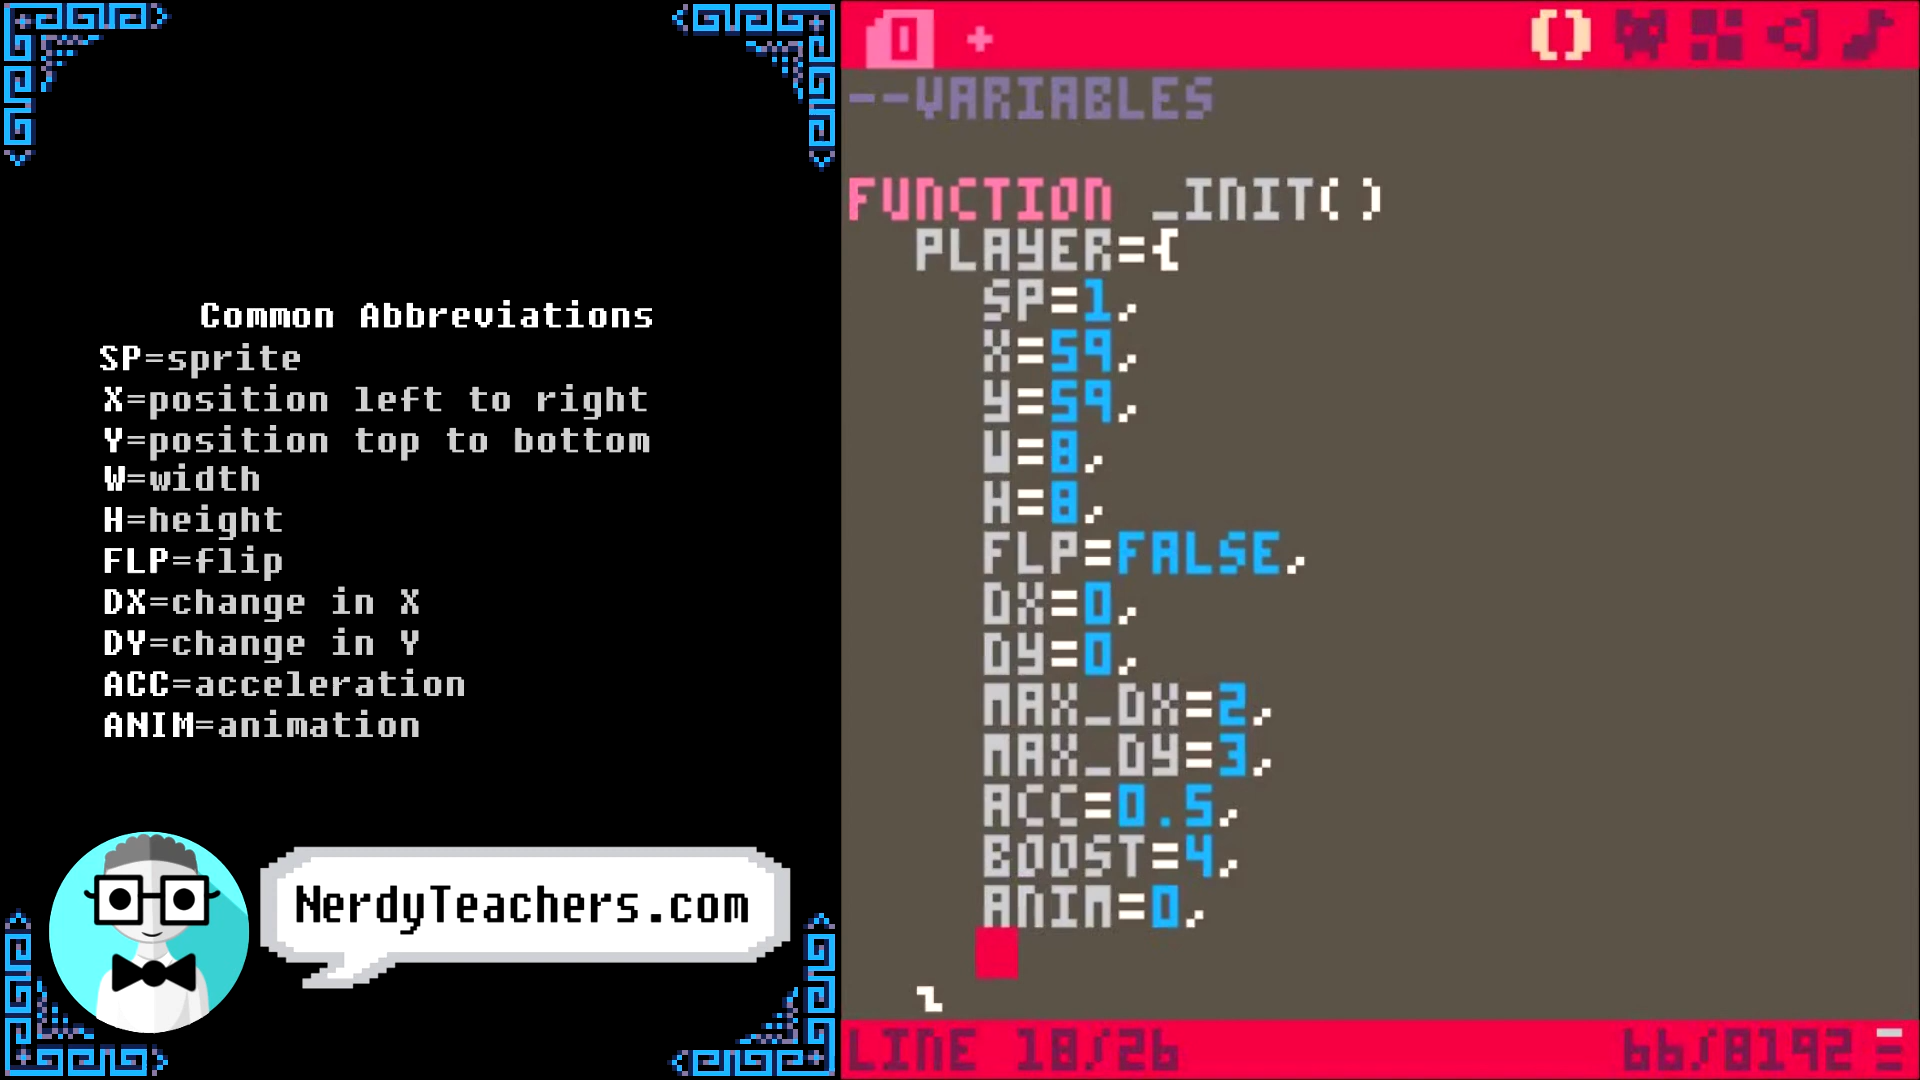 Common Abbreviations
SP=sprite
X=position left to right
Y=position top to bottom
W=width
H=height
FLP=flip
DX=change in X
DY=change in Y
ACC=acceleration
ANIM=animation
NerdyTeachers.com
0 +
--VARIABLES
FUNCTION _INIT()
PLAYER={
SP=1,
X=59,
Y=59,
W=8,
H=8,
FLP=FALSE,
DX=0,
DY=0,
MAX_DX=2,
MAX_DY=3,
ACC=0.5,
BOOST=4,
ANIM=0,
}
LINE 18/26
66/8192